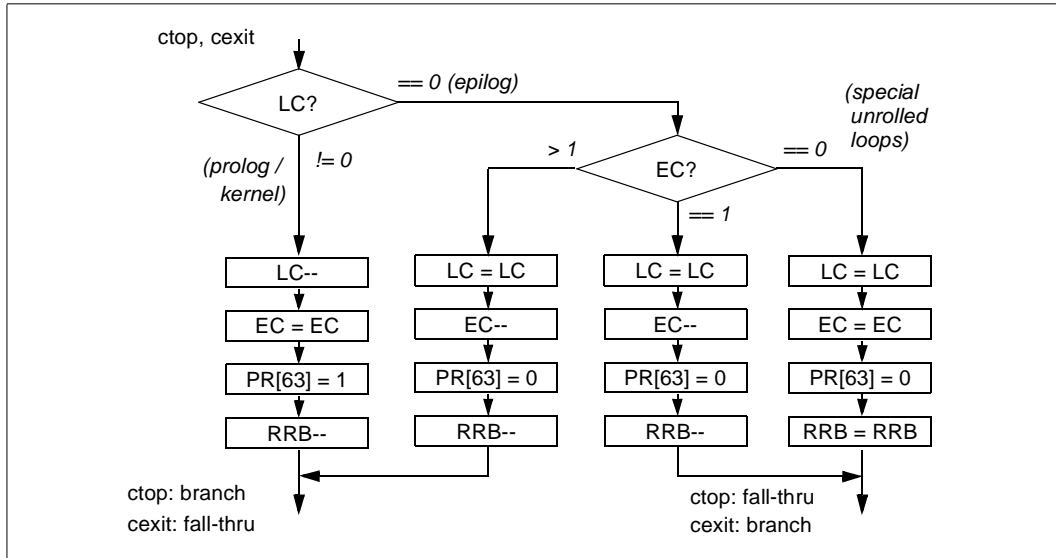 ctop, cexit
LC?
== 0 (epilog)
(special
unrolled
loops)
(prolog /
kernel)
!= 0
> 1
EC?
== 0
== 1
LC--
EC = EC
PR[63] = 1
RRB--
LC = LC
EC--
PR[63] = 0
RRB--
LC = LC
EC--
PR[63] = 0
RRB--
LC = LC
EC = EC
PR[63] = 0
RRB = RRB
ctop: branch
cexit: fall-thru
ctop: fall-thru
cexit: branch